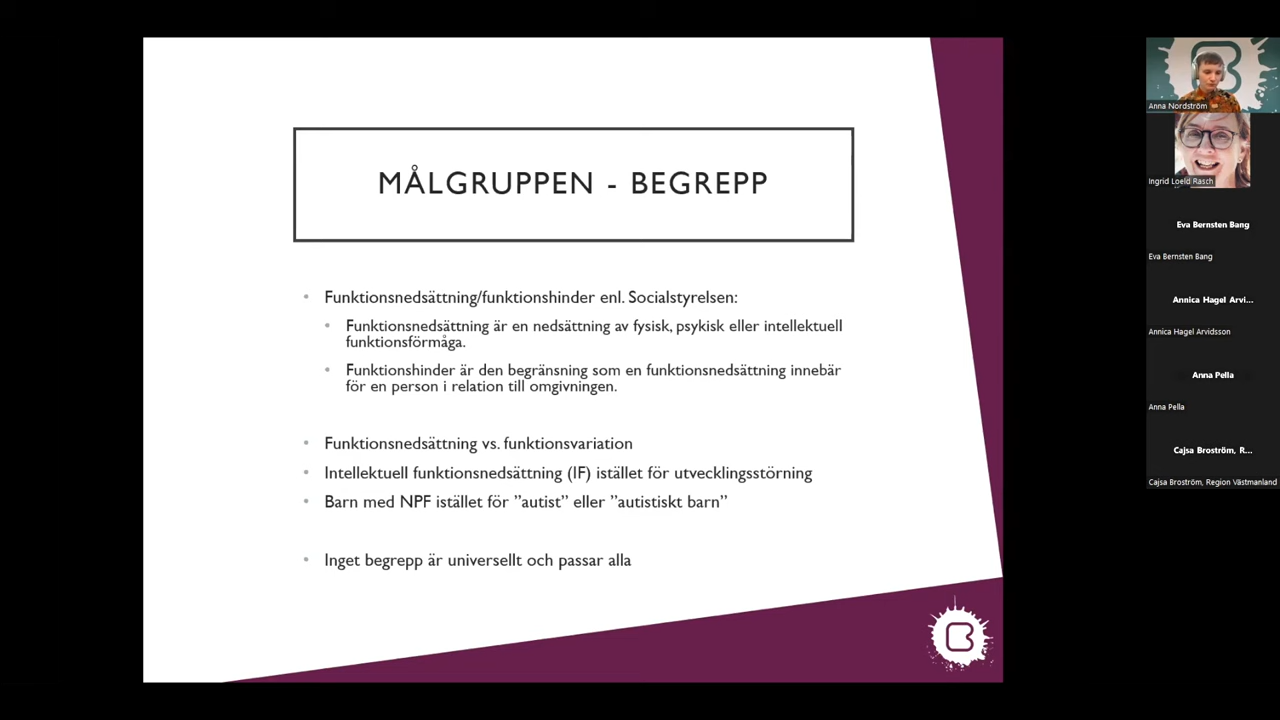 MÅLGRUPPEN - BEGREPP
• Funktionsnedsättning/funktionshinder enl. Socialstyrelsen:
• Funktionsnedsättning är en nedsättning av fysisk, psykisk eller intellektuell
funktionsförmåga.
• Funktionshinder är den begränsning som en funktionsnedsättning innebär
för en person i relation till omgivningen.
• Funktionsnedsättning vs. funktionsvariation
• Intellektuell funktionsnedsättning (IF) istället för utvecklingsstörning
• Barn med NPF istället för ”autist” eller ”autistiskt barn”
• Inget begrepp är universellt och passar alla
Anna Nordström
Ingrid Loeld Rasch
Eva Bernsten Bang
Eva Bernsten Bang
Annica Hagel Arvi...
Annica Hagel Arvidsson
Anna Pella
Anna Pella
Cajsa Broström, R...
Cajsa Broström, Region Västmanland